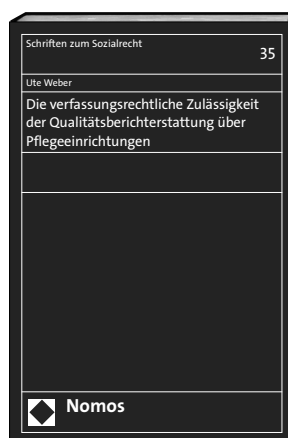 Schriften zum Sozialrecht
35
Ute Weber
Die verfassungsrechtliche Zulässigkeit
der Qualitätsberichterstattung über
Pflegeeinrichtungen
Nomos